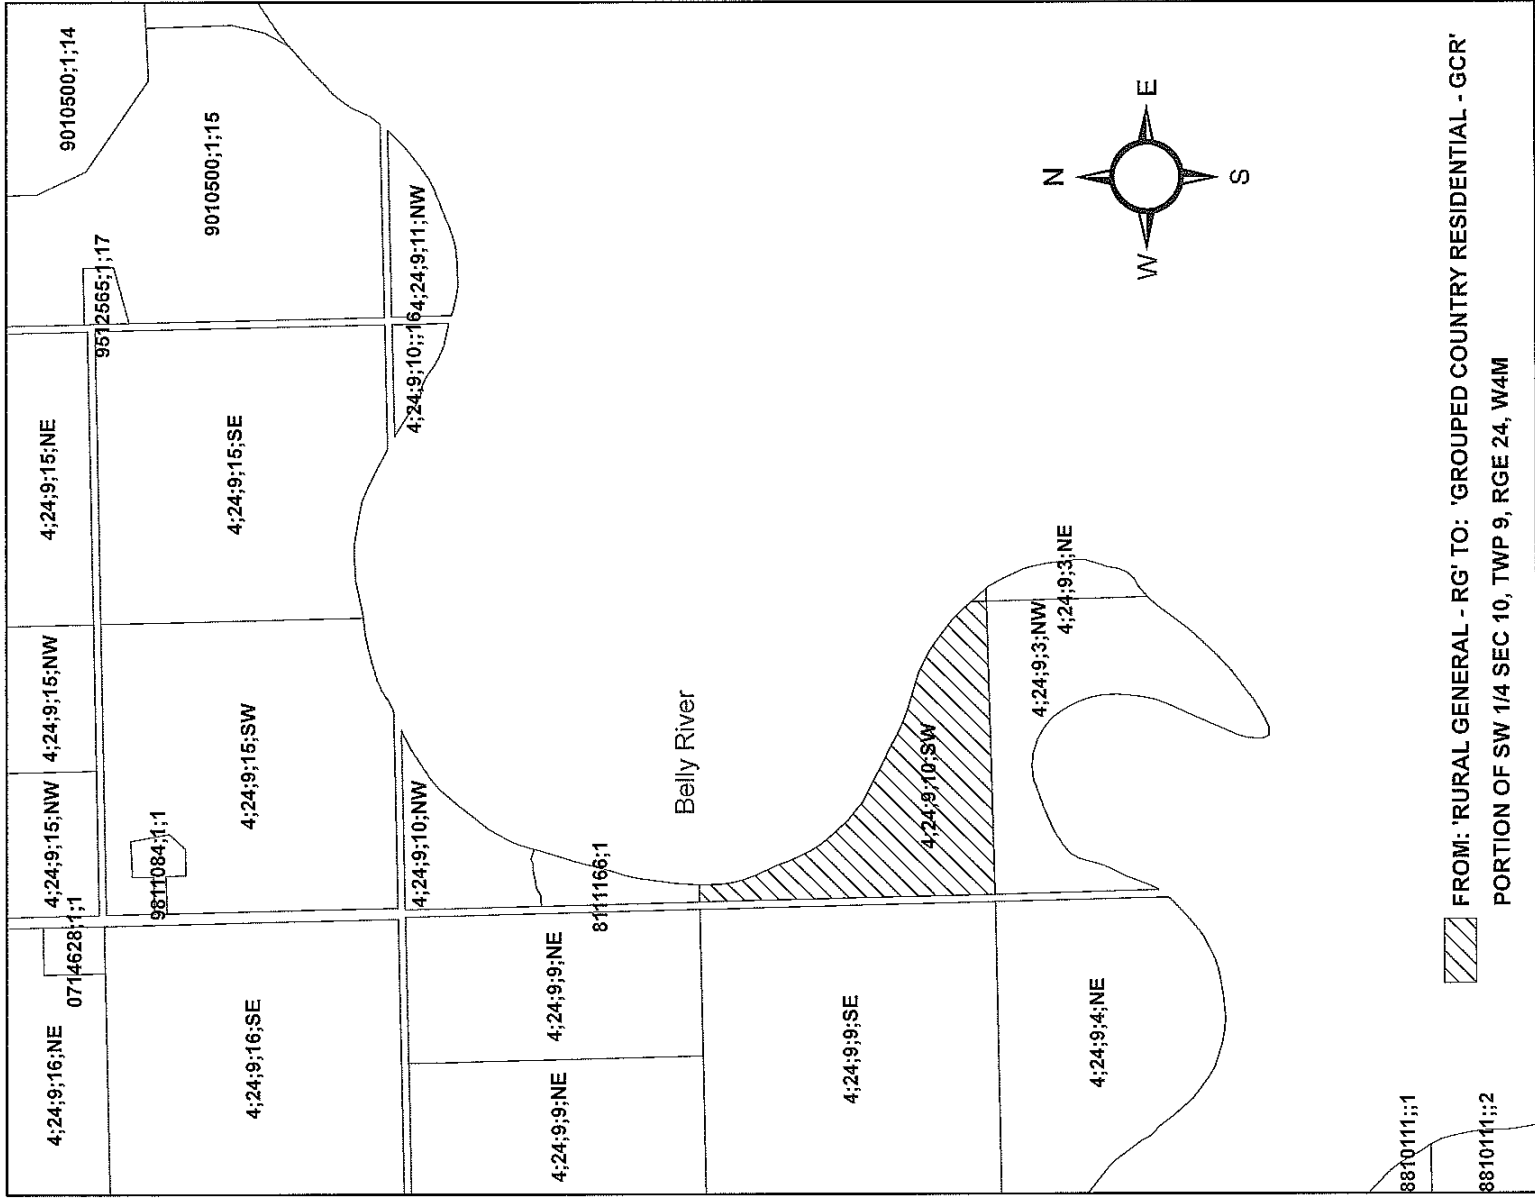 4;24;9;16;NE
0714628;1;1
4;24;9;15;NW
4;24;9;15;NW
4;24;9;15;NE
9010500;1;14
9811084;1;1
9512565;1;17
4;24;9;16;SE
4;24;9;15;SW
4;24;9;15;SE
9010500;1;15
4;24;9;10;NW
4;24;9;10;;16
4;24;9;11;NW
4;24;9;9;NE
4;24;9;9;NE
8111166;1
Belly River
4;24;9;9;SE
4;24;9;10;SW
4;24;9;4;NE
4;24;9;3;NW
4;24;9;3;NE
N
W
E
S
8810111;;1
8810111;;2
FROM: 'RURAL GENERAL - RG' TO: 'GROUPED COUNTRY RESIDENTIAL - GCR'
PORTION OF SW 1/4 SEC 10, TWP 9, RGE 24, W4M